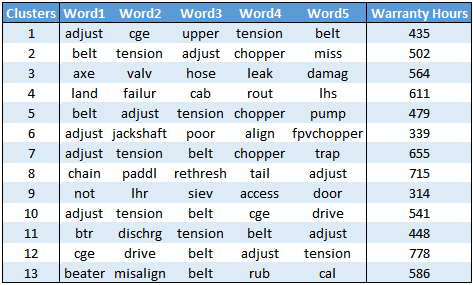 Clusters Word1 Word2 Word3 Word4 Word5 Warranty Hours
1 adjust cge upper tension belt 435
2 belt tension adjust chopper miss 502
3 axe valv hose leak damag 564
4 land failur cab rout lhs 611
5 belt adjust tension chopper pump 479
6 adjust jackshaft poor align fpvchopper 339
7 adjust tension belt chopper trap 655
8 chain paddl rethresh tail adjust 715
9 not lhr siev access door 314
10 adjust tension belt cge drive 541
11 btr dischrg tension belt adjust 448
12 cge drive belt adjust tension 778
13 beater misalign belt rub cal 586